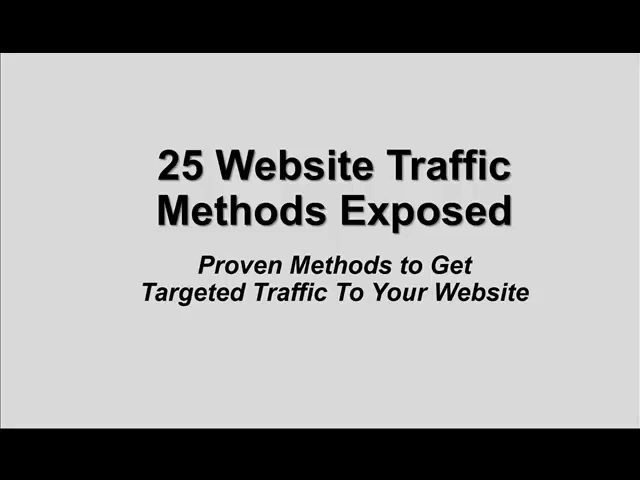 25 Website Traffic
Methods Exposed
Proven Methods to Get
Targeted Traffic To Your Website